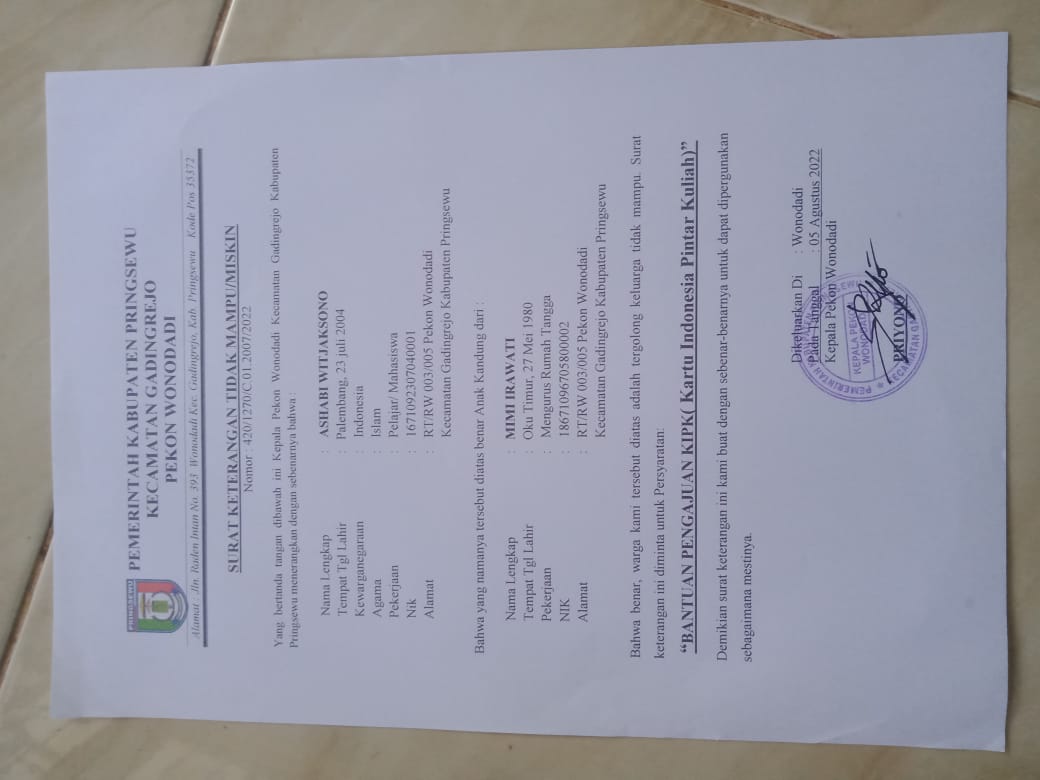 PEMERINTAH KABUPATEN PRINGSEWU
KECAMATAN GADINGREJO
PEKON WONODADI
PRINGSEWU
Alamat : Jln. Raden Intan No. 393 Wonodadi Kec. Gadingrejo, Kab. Pringsewu Kode Pos 35372
SURAT KETERANGAN TIDAK MAMPU/MISKIN
Nomor : 420/1270/C.01.2007/2022
Yang bertanda tangan dibawah ini Kepala Pekon Wonodadi Kecamatan Gadingrejo Kabupaten
Pringsewu menerangkan dengan sebenarnya bahwa :
Nama Lengkap : ASHABI WITJAKSONO
Tempat Tgl Lahir : Palembang, 23 juli 2004
Kewarganegaraan : Indonesia
Agama : Islam
Pekerjaan : Pelajar/ Mahasiswa
Nik : 1671092307040001
Alamat : RT/RW 003/005 Pekon Wonodadi
Kecamatan Gadingrejo Kabupaten Pringsewu
Bahwa yang namanya tersebut diatas benar Anak Kandung dari :
Nama Lengkap : MIMI IRAWATI
Tempat Tgl Lahir : Oku Timur, 27 Mei 1980
Pekerjaan : Mengurus Rumah Tangga
NIK : 1867109670580002
Alamat : RT/RW 003/005 Pekon Wonodadi
Kecamatan Gadingrejo Kabupaten Pringsewu
Bahwa benar, warga kami tersebut diatas adalah tergolong keluarga tidak mampu. Surat
keterangan ini diminta untuk Persyaratan:
“BANTUAN PENGAJUAN KIPK( Kartu Indonesia Pintar Kuliah)”
Demikian surat keterangan ini kami buat dengan sebenar-benarnya untuk dapat dipergunakan
sebagaimana mestinya.
Dikeluarkan Di : Wonodadi
Pada Tanggal : 05 Agustus 2022
Kepala Pekon Wonodadi
KEPALA PEKON
WONODADI
PRIYONO